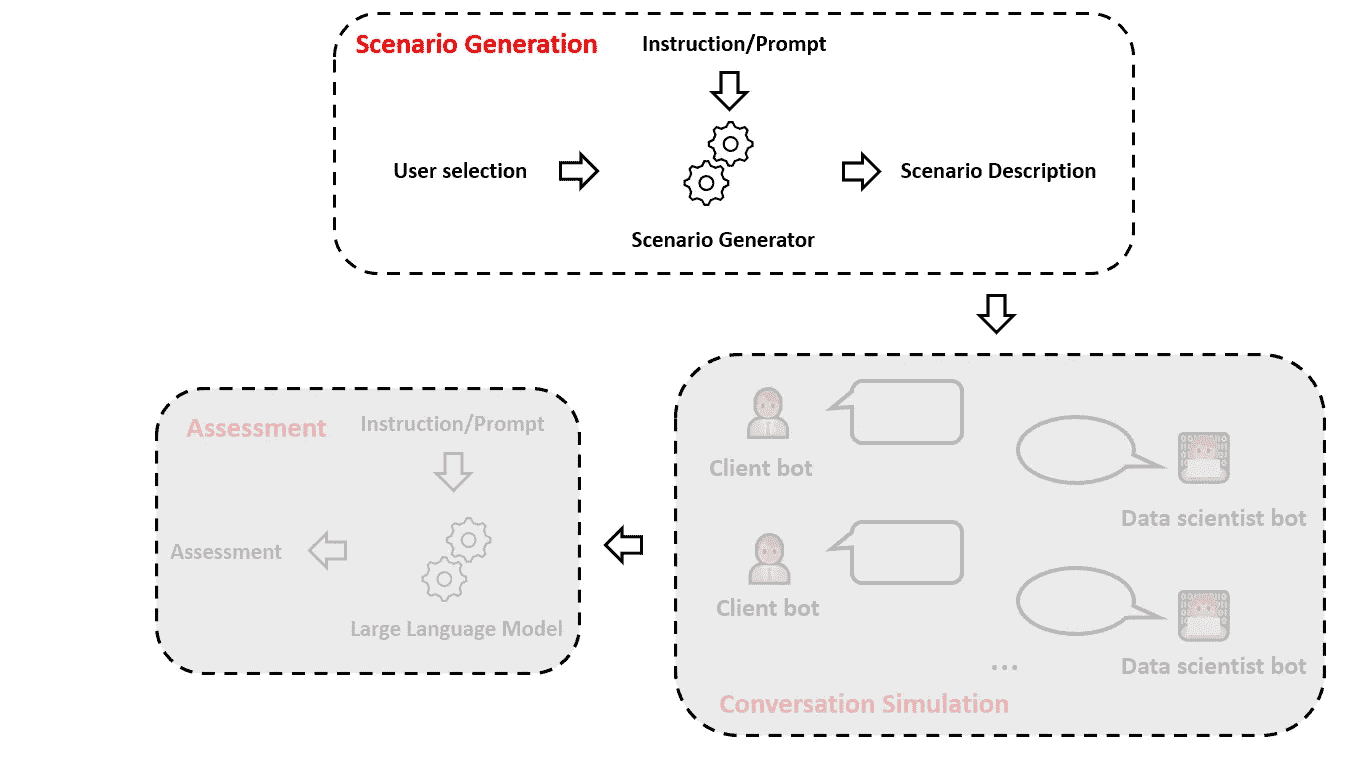 Scenario Generation
Instruction/Prompt
User selection
Scenario Description
Scenario Generator
Assessment
Instruction/Prompt
Assessment
Large Language Model
Client bot
Data scientist bot
Client bot
Data scientist bot
...
Conversation Simulation